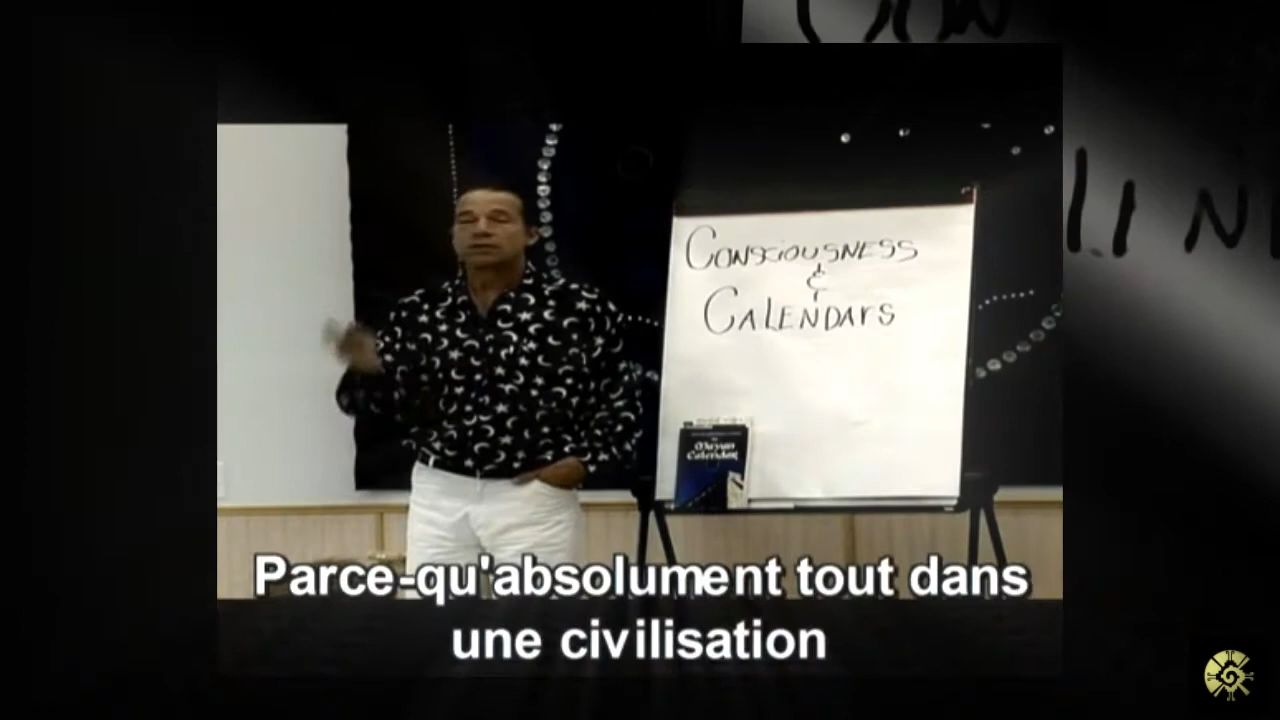 CONSCIOUSNESS
&
CALENDARS
Mayan
Calendar
Parce-qu'absolument tout dans
une civilisation